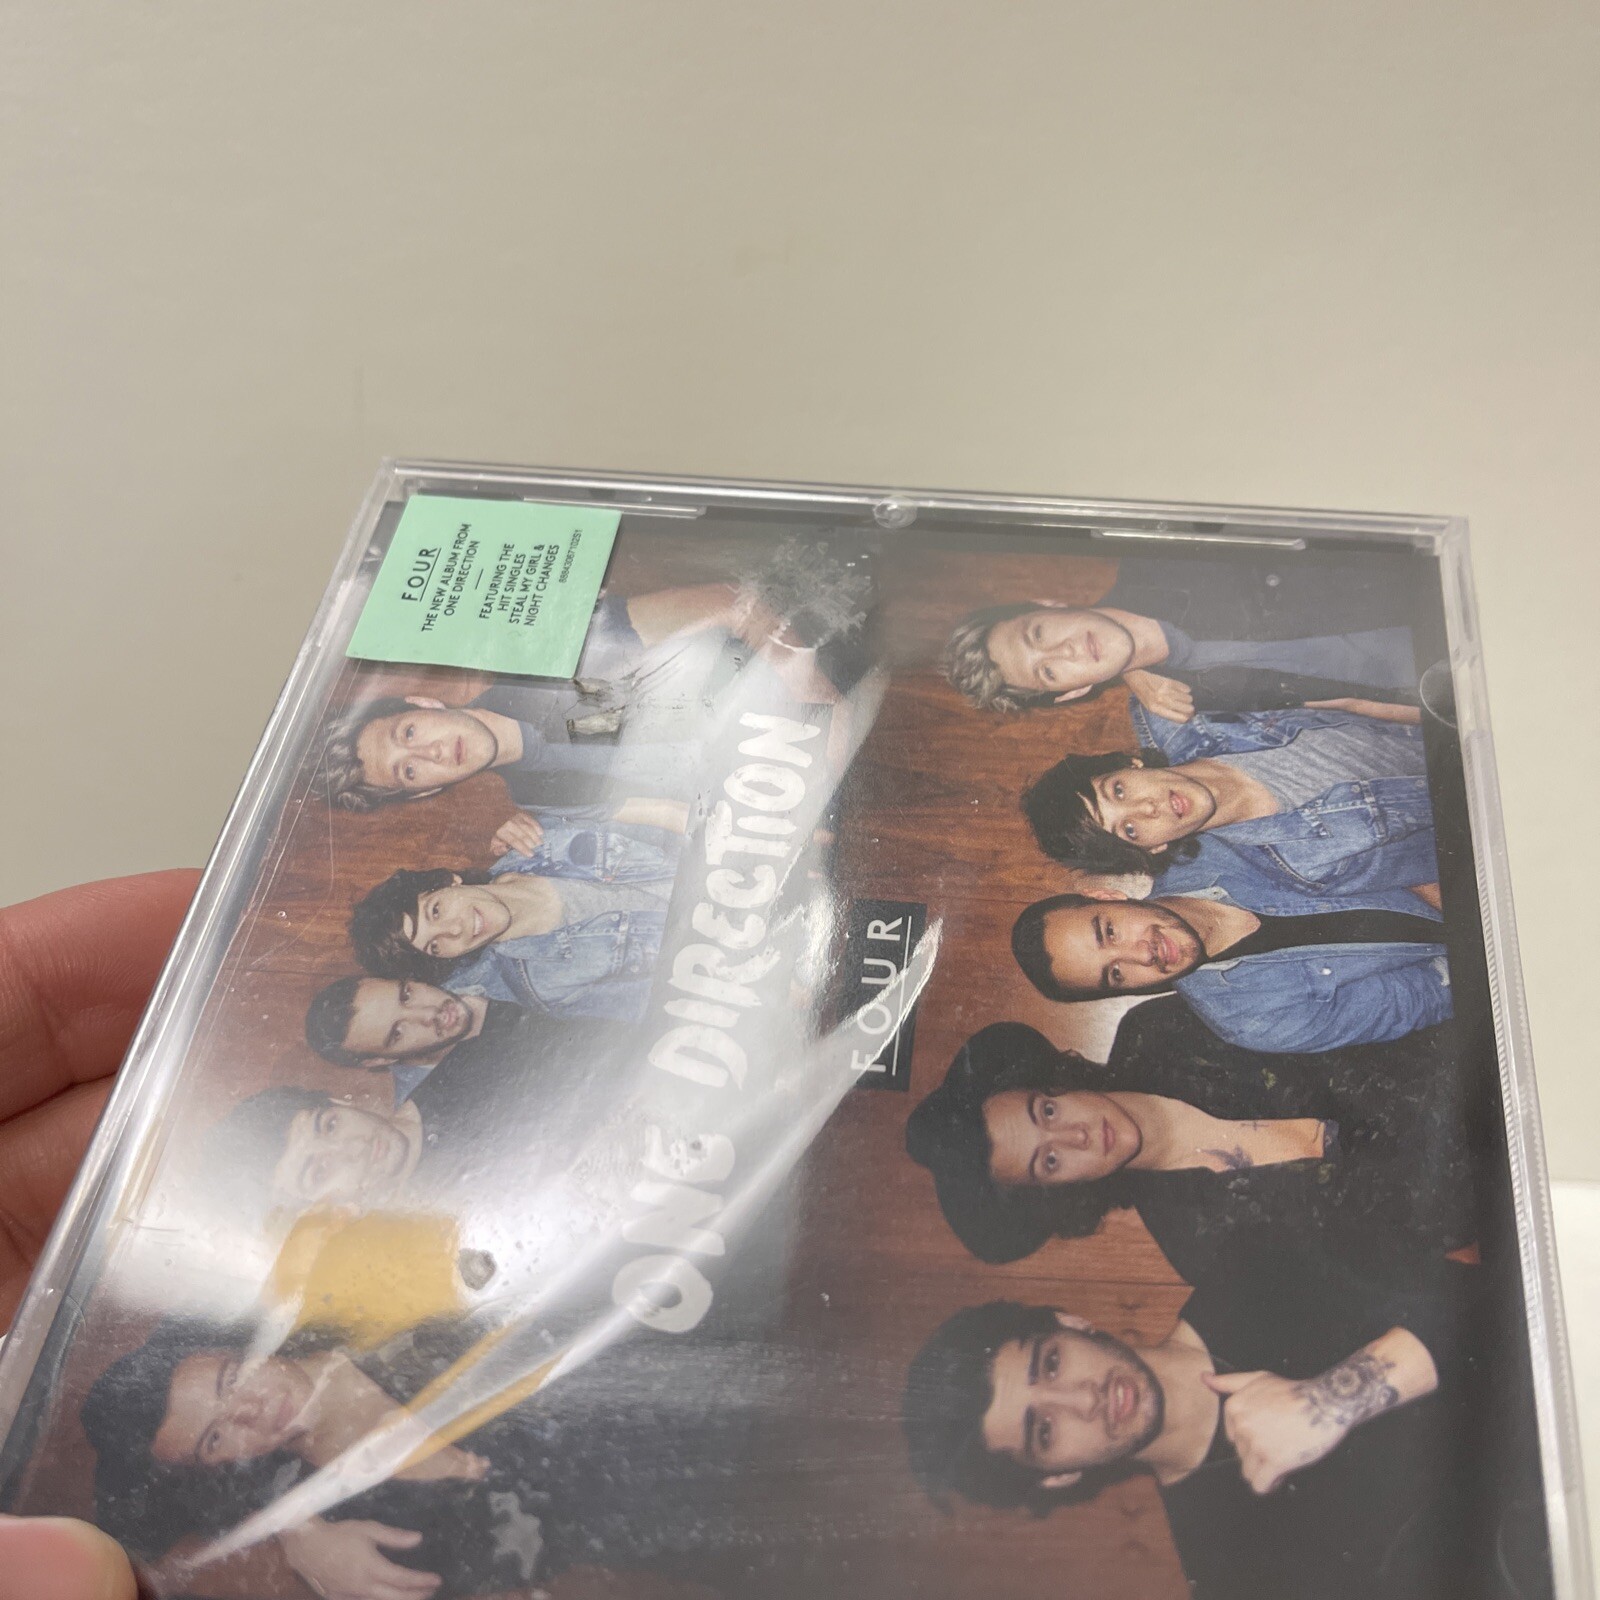 FOUR
THE NEW ALBUM FROM
ONE DIRECTION
FEATURING THE
HIT SINGLES
STEAL MY GIRL &
NIGHT CHANGES
ONE DIRECTION
FOUR